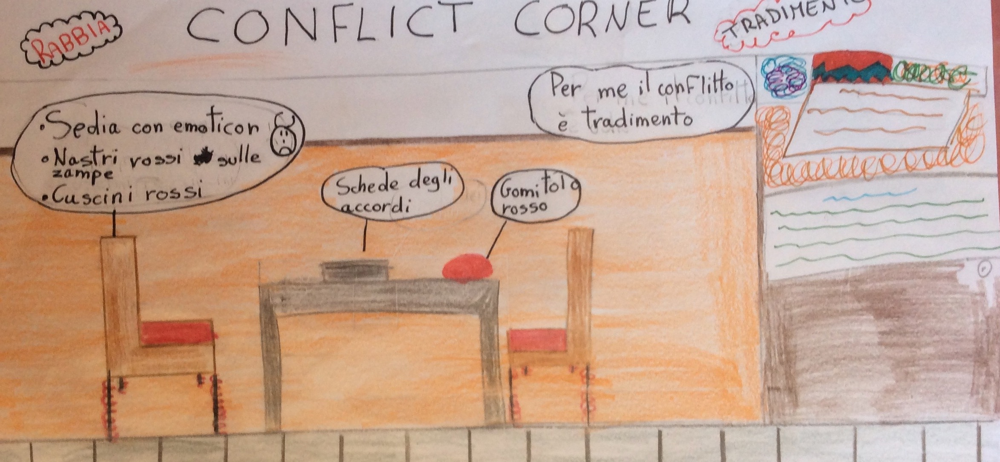 CONFLICT CORNER
RABBIA
TRADIMENTO
Per me il conflitto
è tradimento
• Sedia con emoticon
• Nastri rossi sulle
zampe
• Cuscini rossi
Schede degli
accordi
Gomitolo
rosso